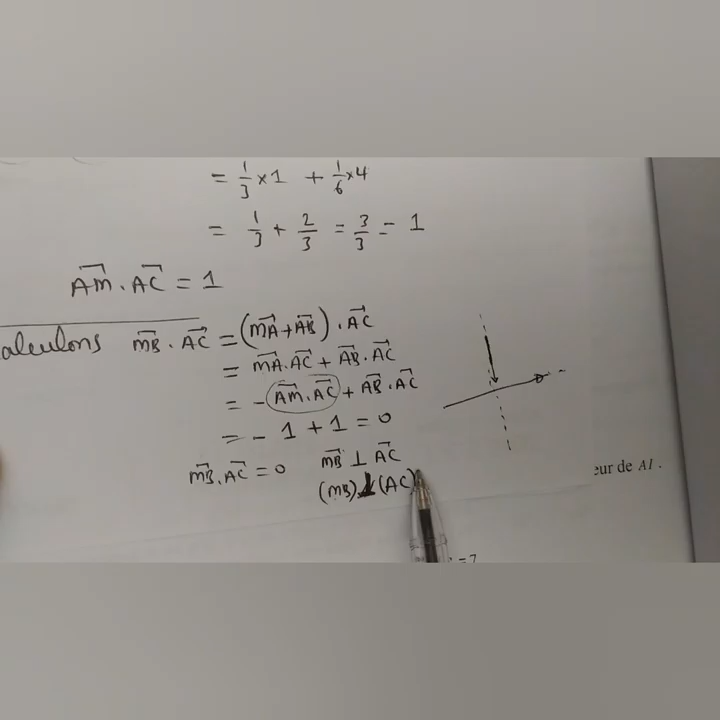 = 1/3 × 1 + 1/6 × 4
= 1/3 + 2/3 = 3/3 = 1
AM⃗ . AC⃗ = 1
alculons MB⃗ . AC⃗ = (MA⃗ + AB⃗) . AC⃗
= MA⃗ . AC⃗ + AB⃗ . AC⃗
= - AM⃗ . AC⃗ + AB⃗ . AC⃗
= - 1 + 1 = 0
MB⃗ . AC⃗ = 0 MB⃗ ⊥ AC⃗
(MB) ⊥ (AC)
eur de AI.
=7